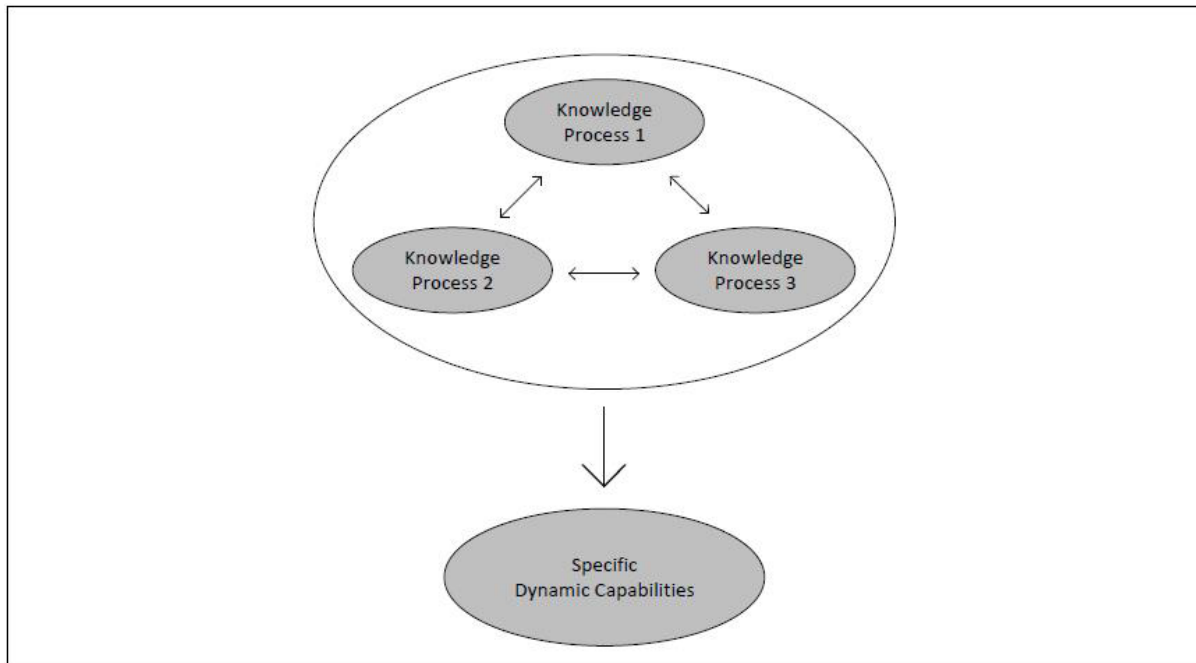 Knowledge
Process 1
Knowledge
Process 2
Knowledge
Process 3
Specific
Dynamic Capabilities